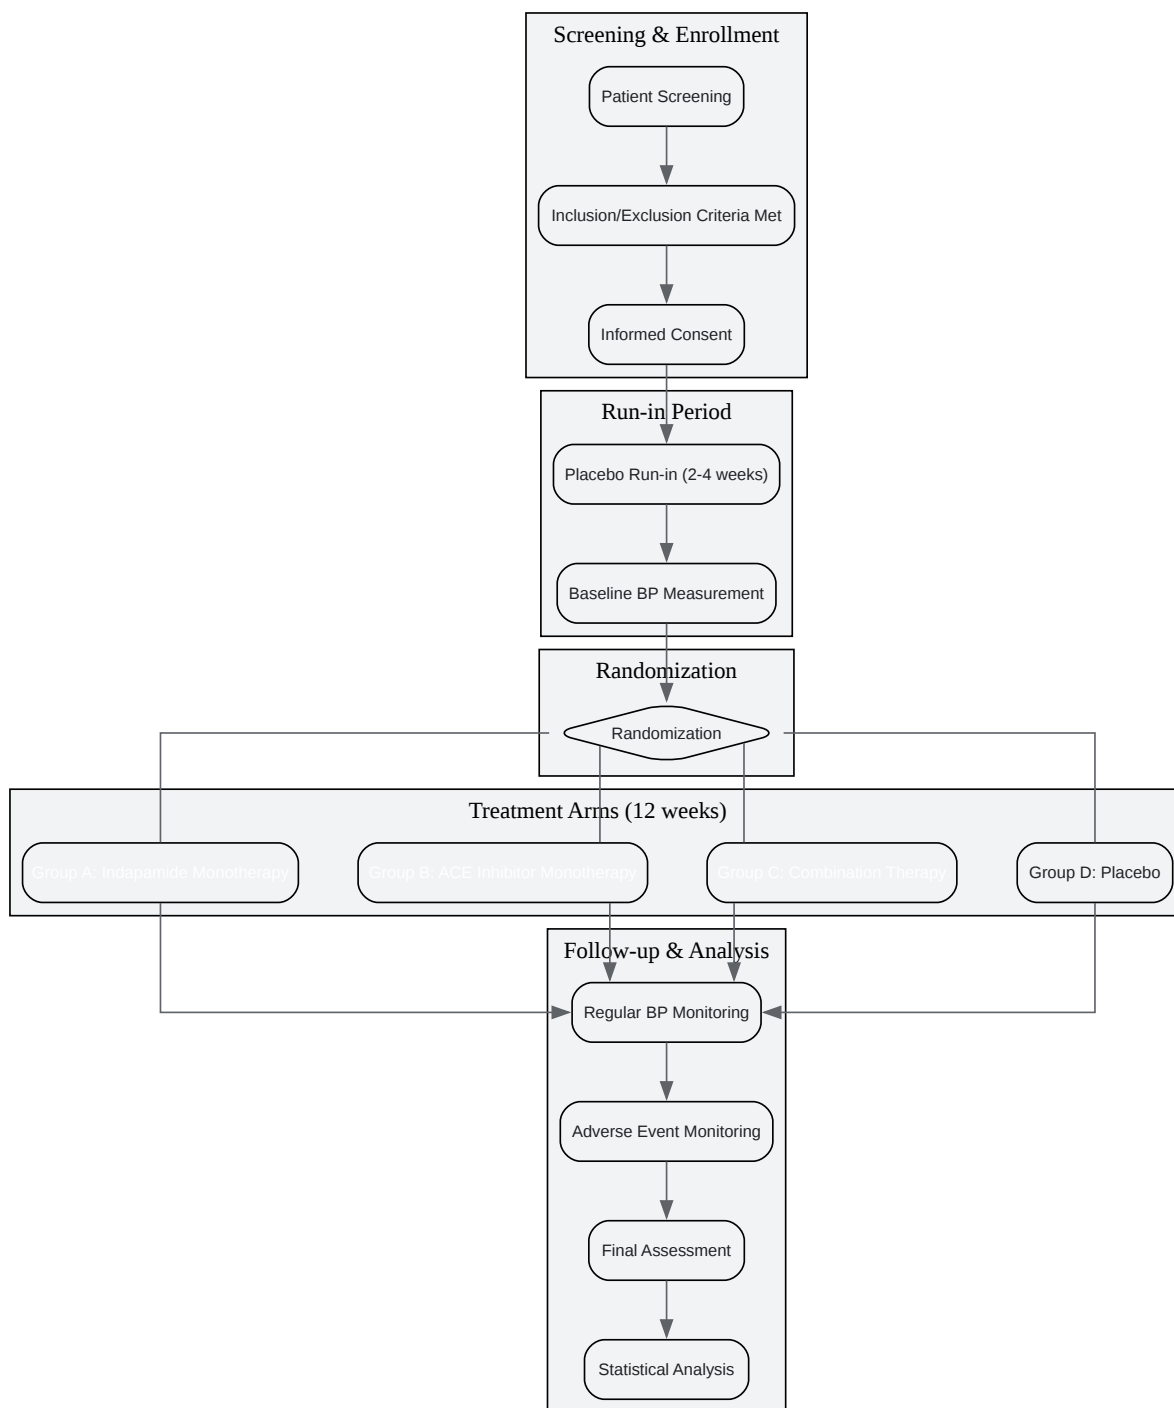 Screening & Enrollment
Patient Screening
Inclusion/Exclusion Criteria Met
Informed Consent
Run-in Period
Placebo Run-in (2-4 weeks)
Baseline BP Measurement
Randomization
Randomization
Treatment Arms (12 weeks)
Group A: Indapamide Monotherapy
Group B: ACE Inhibitor Monotherapy
Group C: Combination Therapy
Group D: Placebo
Follow-up & Analysis
Regular BP Monitoring
Adverse Event Monitoring
Final Assessment
Statistical Analysis